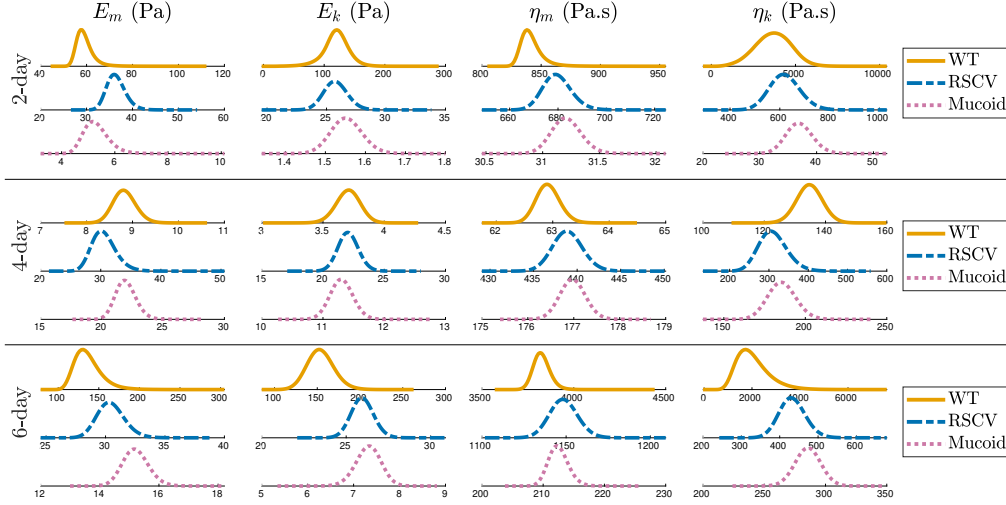 E_m (Pa) E_k (Pa) η_m (Pa.s) η_k (Pa.s)
2-day
40 60 80 100 120 0 100 200 300 800 850 900 950 0 5000 10000
WT
RSCV
Mucoid
20 30 40 50 60 20 25 30 35 660 680 700 720 400 600 800 1000
4 6 8 10 1.4 1.5 1.6 1.7 1.8 30.5 31 31.5 32 20 30 40 50
4-day
7 8 9 10 11 3 3.5 4 4.5 62 63 64 65 100 120 140 160
WT
RSCV
Mucoid
20 30 40 50 15 20 25 30 430 435 440 445 450 200 300 400 500 600
15 20 25 30 10 11 12 13 175 176 177 178 179 150 200 250
6-day
100 150 200 250 300 100 150 200 250 300 3500 4000 4500 0 2000 4000 6000
WT
RSCV
Mucoid
25 30 35 40 20 25 30 1100 1150 1200 200 300 400 500 600
12 14 16 18 5 6 7 8 9 200 210 220 230 200 250 300 350